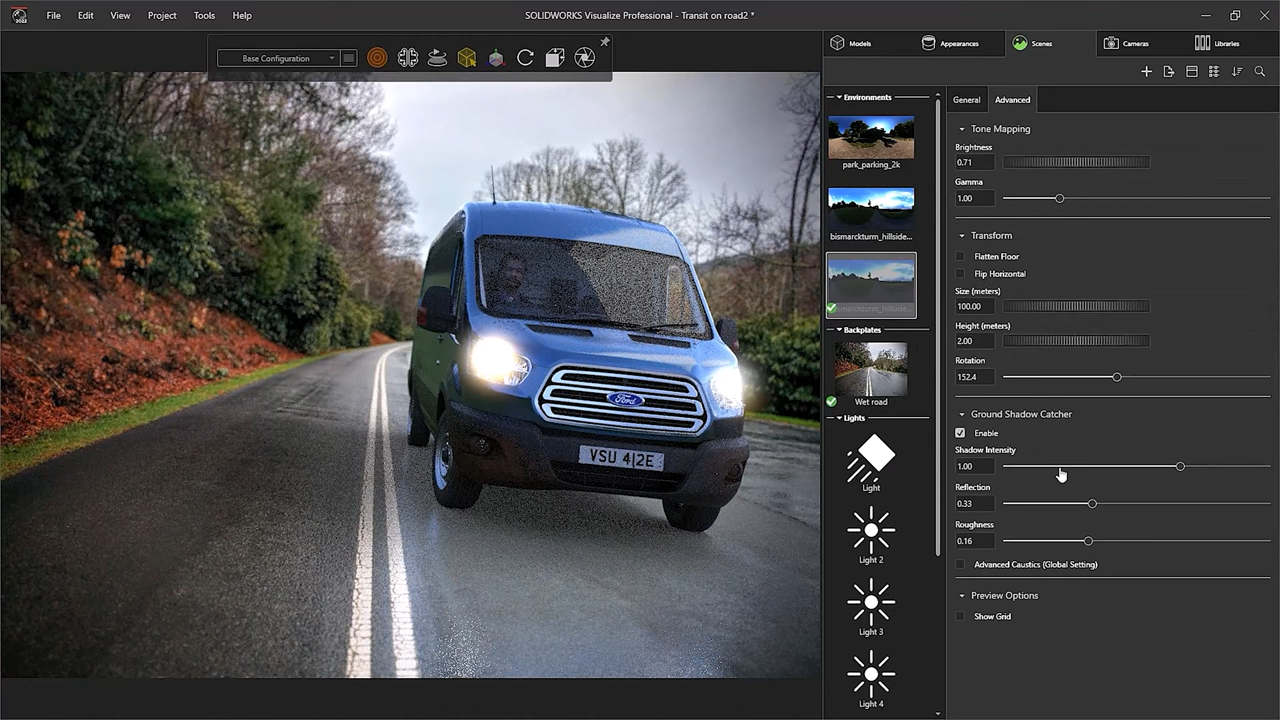 2022
File Edit View Project Tools Help
SOLIDWORKS Visualize Professional - Transit on road2 *
Base Configuration
Models Appearances Scenes Cameras Libraries
Environments
park_parking_2k
bismarckturm_hillside...
bismarckturm_hillside...
Backplates
Wet road
Lights
Light
Light 2
Light 3
Light 4
General Advanced
Tone Mapping
Brightness
0.71
Gamma
1.00
Transform
Flatten Floor
Flip Horizontal
Size (meters)
100.00
Height (meters)
2.00
Rotation
152.4
Ground Shadow Catcher
Enable
Shadow Intensity
1.00
Reflection
0.33
Roughness
0.16
Advanced Caustics (Global Setting)
Preview Options
Show Grid
Ford
VSU 412E